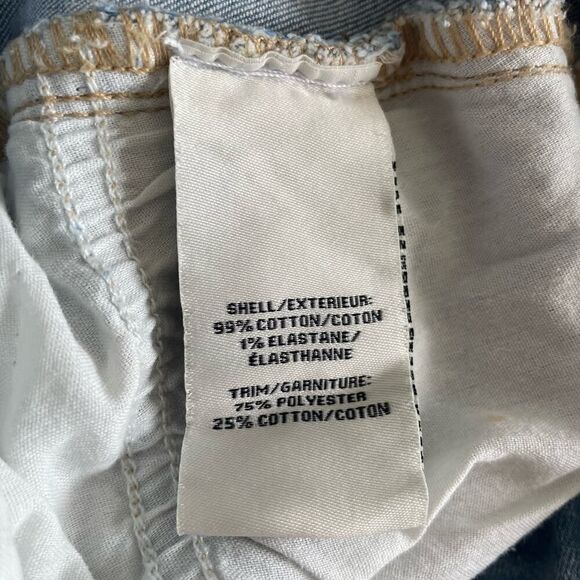 SHELL/EXTERIEUR:
99% COTTON/COTON
1% ELASTANE/
ÉLASTHANNE
TRIM/GARNITURE:
75% POLYESTER
25% COTTON/COTON